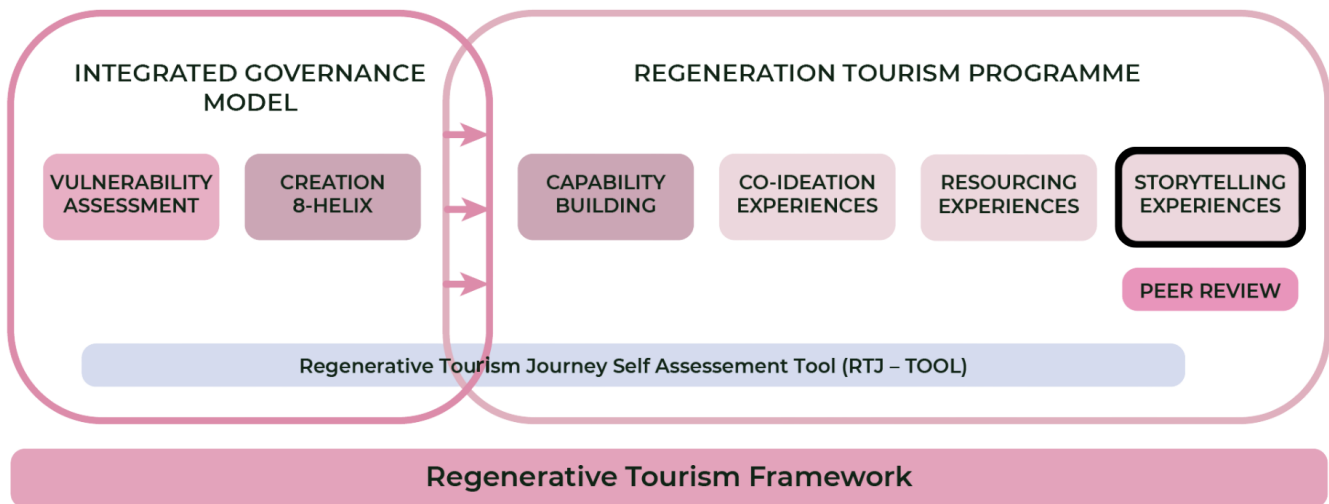 INTEGRATED GOVERNANCE
MODEL
REGENERATION TOURISM PROGRAMME
VULNERABILITY
ASSESSMENT
CREATION
8-HELIX
CAPABILITY
BUILDING
CO-IDEATION
EXPERIENCES
RESOURCING
EXPERIENCES
STORYTELLING
EXPERIENCES
PEER REVIEW
Regenerative Tourism Journey Self Assessement Tool (RTJ – TOOL)
Regenerative Tourism Framework